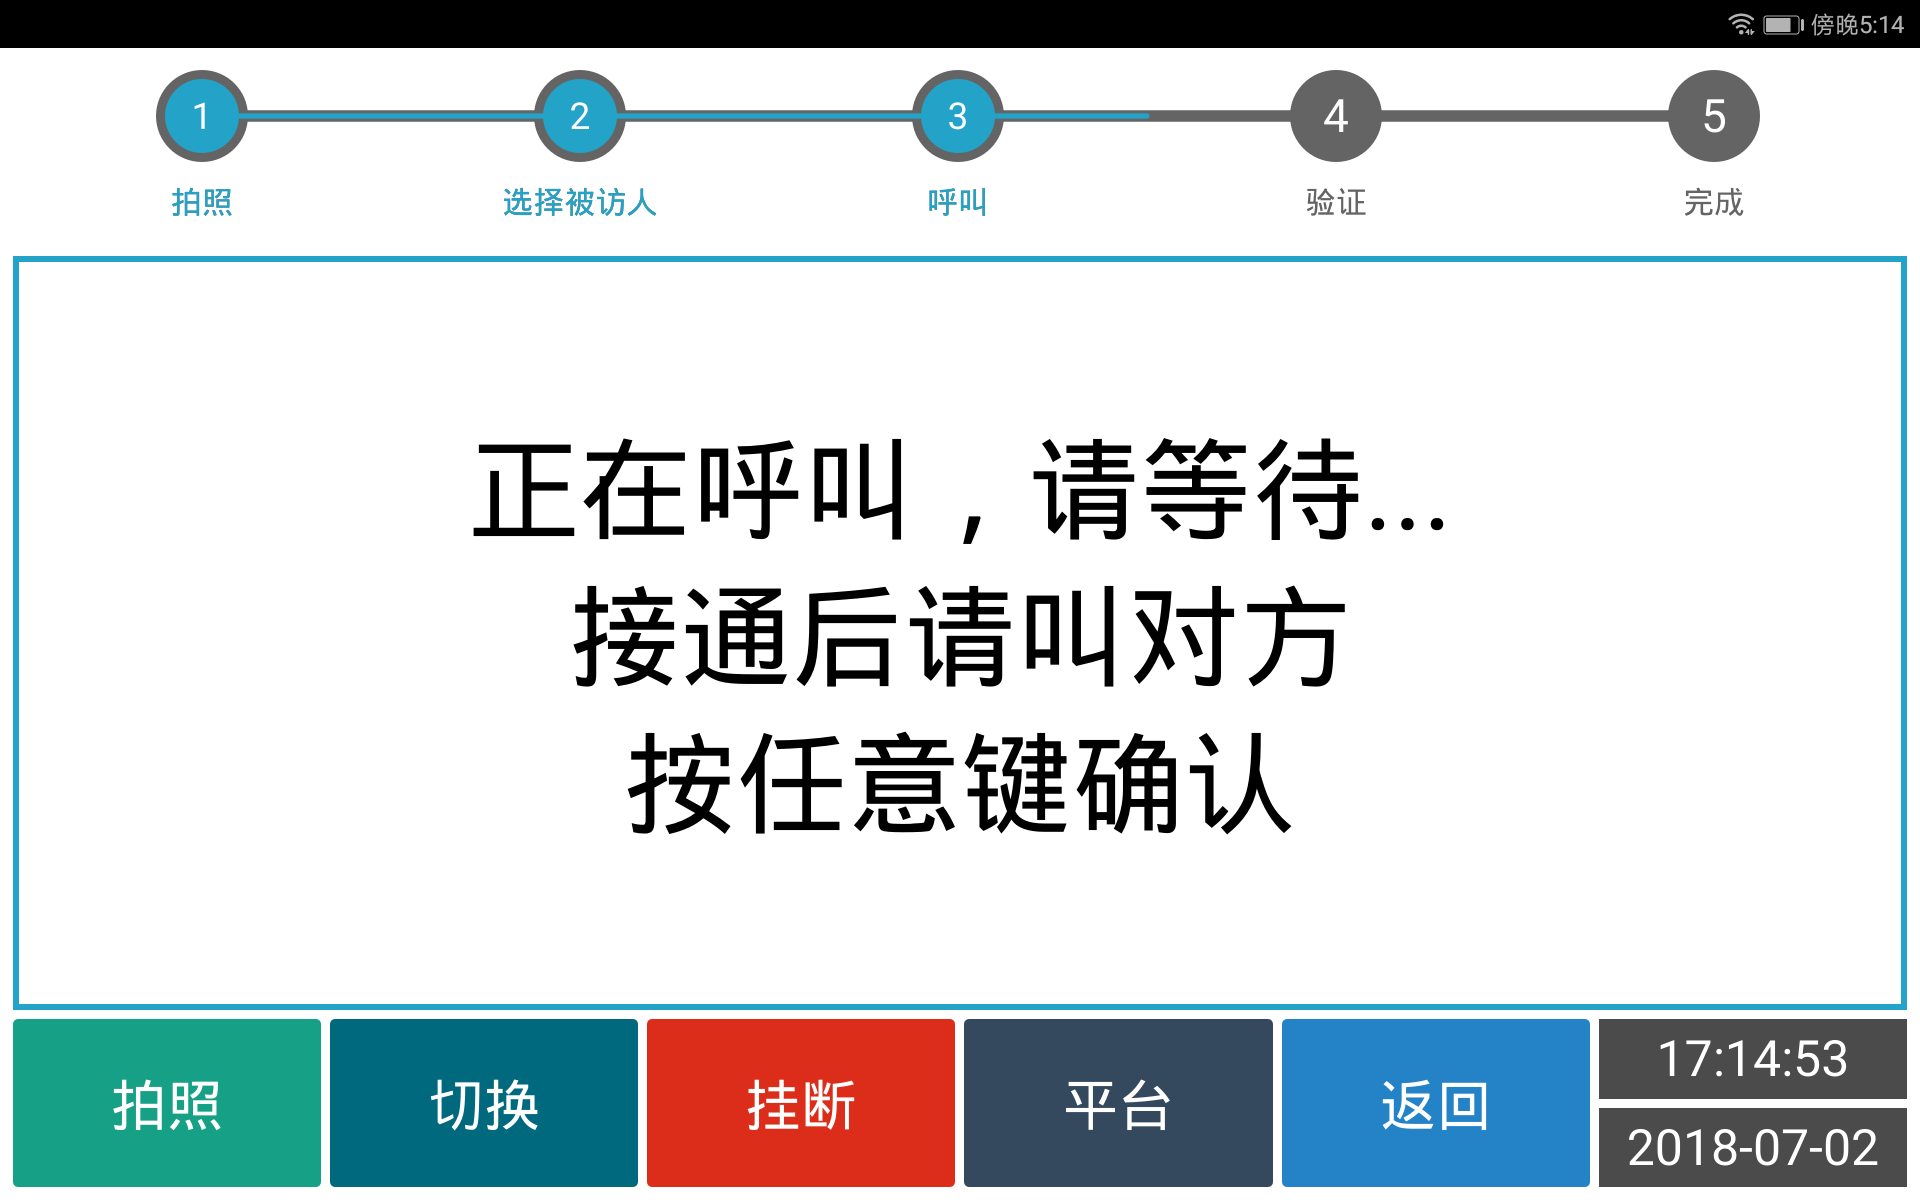 傍晚5:14
1 2 3 4 5
拍照 选择被访人 呼叫 验证 完成
正在呼叫，请等待...
接通后请叫对方
按任意键确认
拍照 切换 挂断 平台 返回
17:14:53
2018-07-02